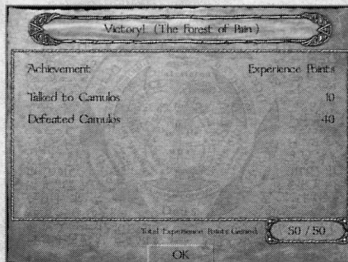 Victory! (The Forest of Pain)
Achievement Experience Points
Talked to Camulos 10
Defeated Camulos 40
Total Experience Points Gained: 50 / 50
OK